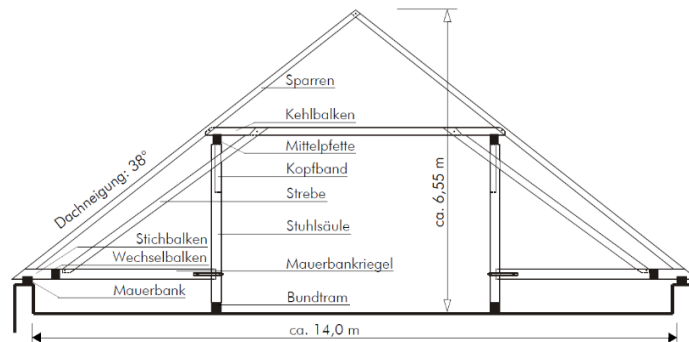 Sparren
Kehlbalken
Mittelpfette
Kopfband
Dachneigung: 38°
ca. 6,55 m
Strebe
Stuhlsäule
Stichbalken
Wechselbalken
Mauerbankriegel
Mauerbank
Bundtram
ca. 14,0 m